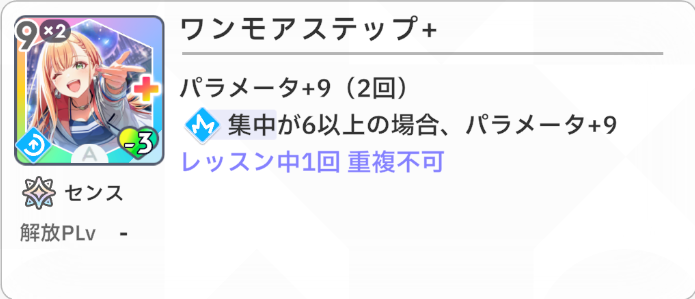 ワンモアステップ+
9 ×2
A
-3
パラメータ+9（2回）
集中が6以上の場合、パラメータ+9
レッスン中1回 重複不可
センス
解放PLv -